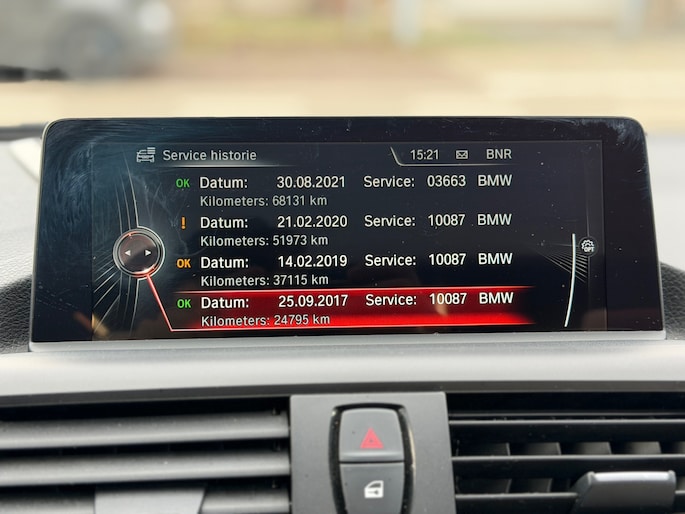 Service historie 15:21 BNR
OK Datum: 30.08.2021 Service: 03663 BMW
Kilometers: 68131 km
! Datum: 21.02.2020 Service: 10087 BMW
Kilometers: 51973 km
OK Datum: 14.02.2019 Service: 10087 BMW
Kilometers: 37115 km
OPT
OK Datum: 25.09.2017 Service: 10087 BMW
Kilometers: 24795 km